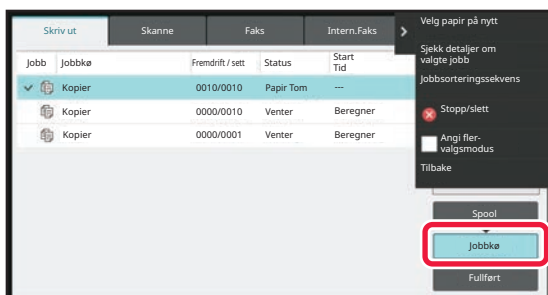 Skriv ut
Skanne
Faks
Intern.Faks
Jobb
Jobbkø
Fremdrift / sett
Status
Start
Tid
Kopier
0010/0010
Papir Tom
---
Kopier
0000/0010
Venter
Beregner
Kopier
0000/0001
Venter
Beregner
Velg papir på nytt
Sjekk detaljer om
valgte jobb
Jobbsorteringssekvens
Stopp/slett
Angi fler-
valgsmodus
Tilbake
Spool
Jobbkø
Fullført